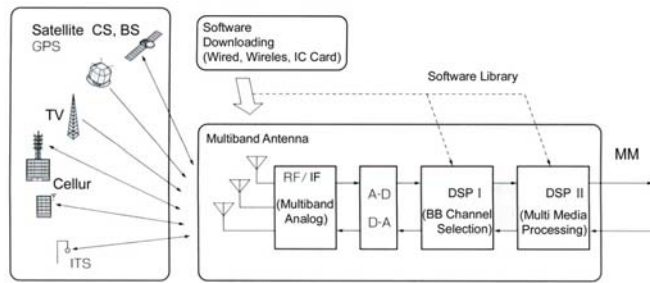 Satellite CS, BS
GPS
TV
Cellur
ITS
Software
Downloading
(Wired, Wireles, IC Card)
Software Library
Multiband Antenna
RF/IF
(Multiband
Analog)
A-D
D-A
DSP I
(BB Channel
Selection)
DSP II
(Multi Media
Processing)
MM